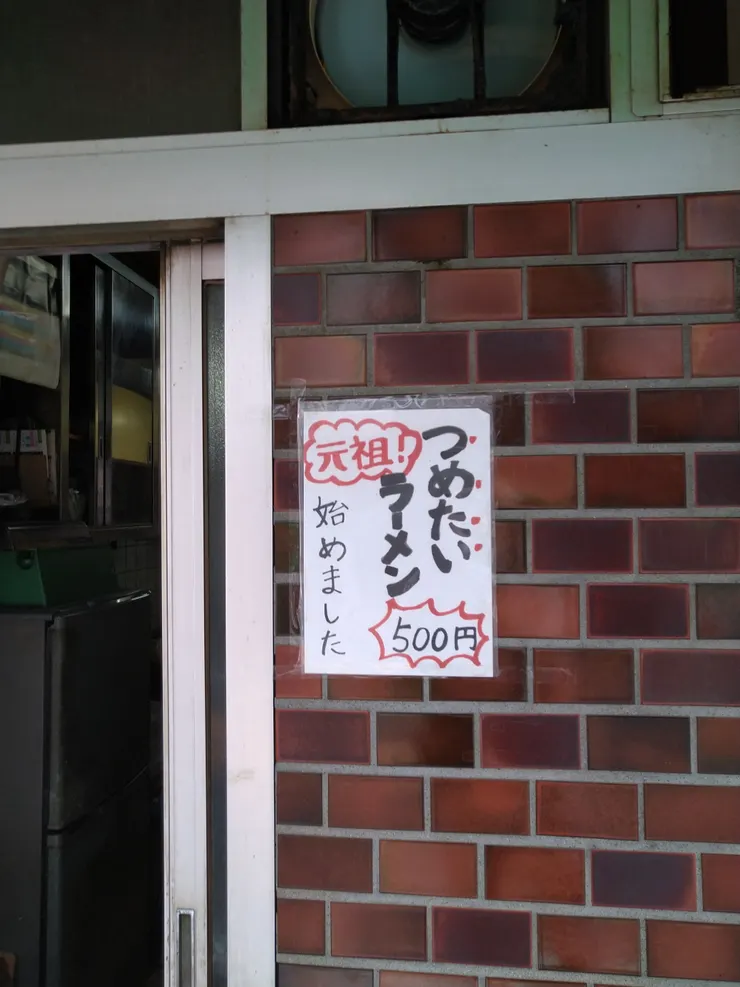 つめたい
元祖!
ラーメン
始めました
500円